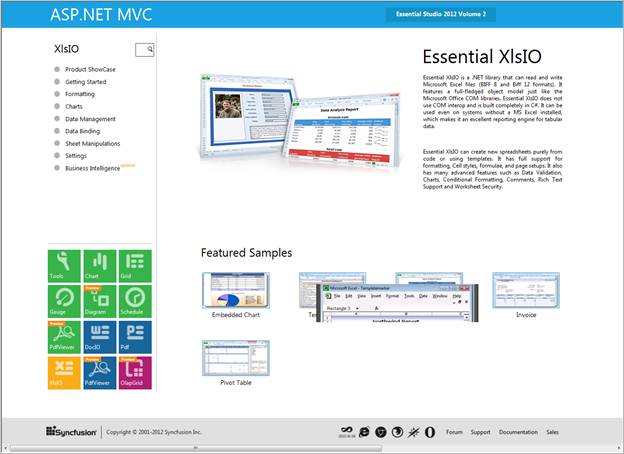 ASP.NET MVC
Essential Studio 2012 Volume 2
XlsIO
Product ShowCase
Getting Started
Formatting
Charts
Data Management
Data Binding
Sheet Manipulations
Settings
Business Intelligence
Essential XlsIO
Essential XlsIO is a .NET library that can read and write
Microsoft Excel files (BIFF 8 and Biff 12 formats). It
features a full-fledged object model just like the
Microsoft Office COM libraries. Essential XlsIO does not
use COM interop and is built completely in C#. It can be
used even on systems without a MS Excel installed,
which makes it an excellent reporting engine for tabular
data.
Essential XlsIO can create new spreadsheets purely from
code or using templates. It has full support for
formatting, Cell styles, formulae, and page setups. It also
has many advanced features such as Data Validation,
Charts, Conditional Formatting, Comments, Rich Text
Support and Worksheet Security.
Data Analysis Report
Featured Samples
Embedded Chart
Microsoft Excel - Templatemarker
File Edit View Insert Format Tools Data Window Help
Rectangle 3
Northwind Report
Invoice
Pivot Table
Tools Chart Grid
Preview
Gauge Diagram Schedule
Preview
PdfViewer DocIO Pdf
Preview
XlsIO PdfViewer OlapGrid
Syncfusion
Copyright © 2001-2012 Syncfusion Inc.
Forum Support Documentation Sales